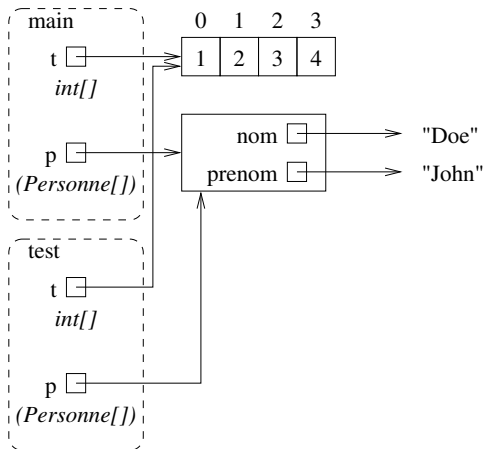 main
0 1 2 3
t
1 2 3 4
int[]
nom
"Doe"
p
prenom
"John"
(Personne[])
test
t
int[]
p
(Personne[])